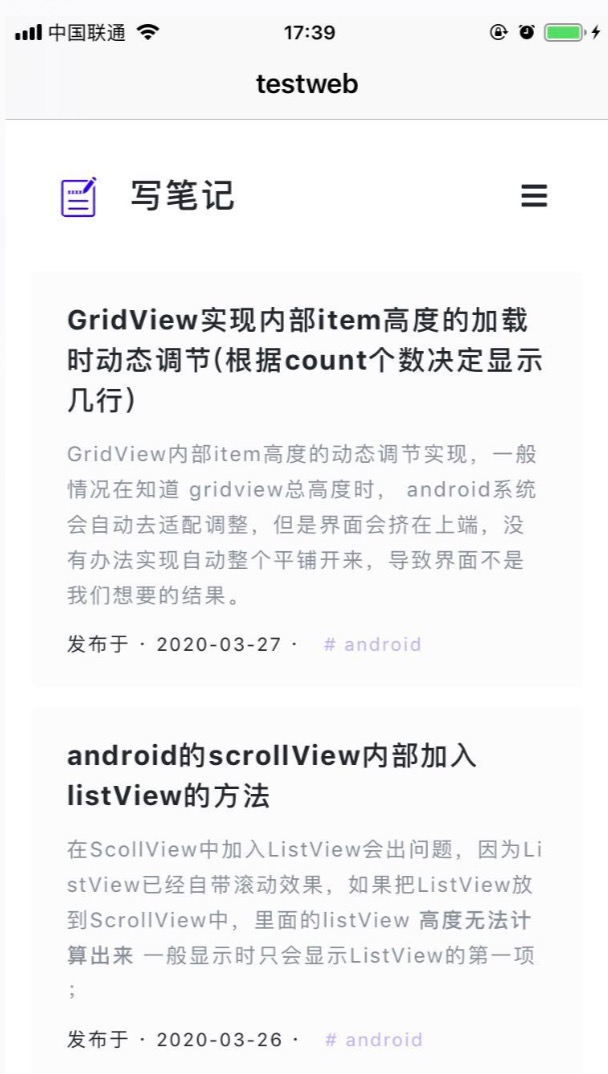 中国联通 17:39
testweb
写笔记
GridView实现内部item高度的加载
时动态调节(根据count个数决定显示
几行)
GridView内部item高度的动态调节实现，一般
情况在知道 gridview总高度时， android系统
会自动去适配调整，但是界面会挤在上端，没
有办法实现自动整个平铺开来，导致界面不是
我们想要的结果。
发布于 · 2020-03-27 · # android
android的scrollView内部加入
listView的方法
在ScollView中加入ListView会出问题，因为Li
stView已经自带滚动效果，如果把ListView放
到ScrollView中，里面的listView 高度无法计
算出来 一般显示时只会显示ListView的第一项
；
发布于 · 2020-03-26 · # android